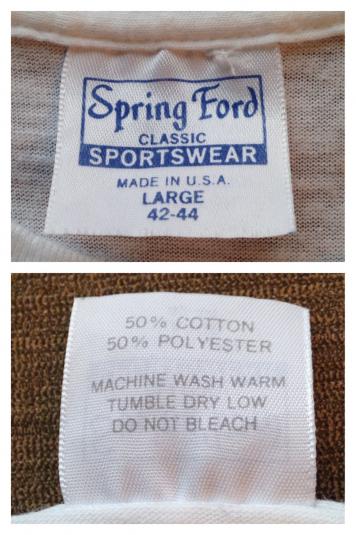 Spring Ford
CLASSIC
SPORTSWEAR
MADE IN U.S.A.
LARGE
42-44
50% COTTON
50% POLYESTER
MACHINE WASH WARM
TUMBLE DRY LOW
DO NOT BLEACH